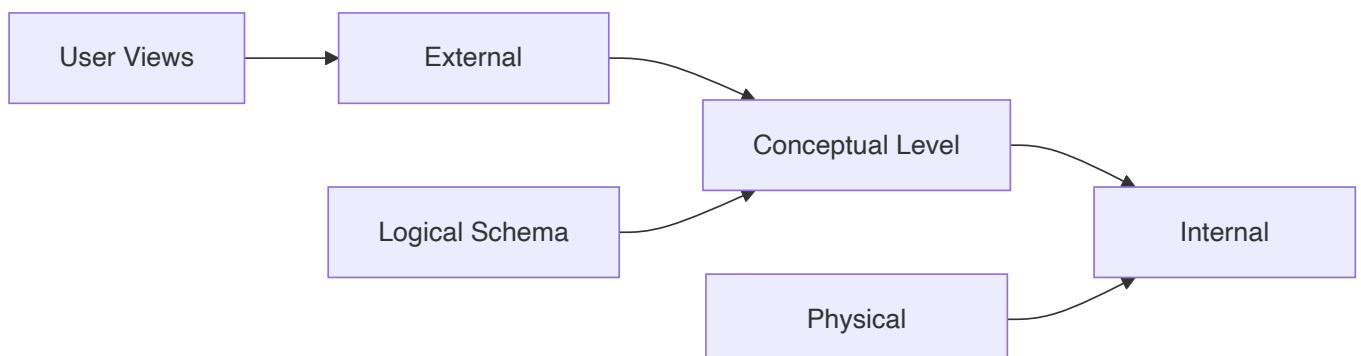 User Views
External
Conceptual Level
Logical Schema
Internal
Physical